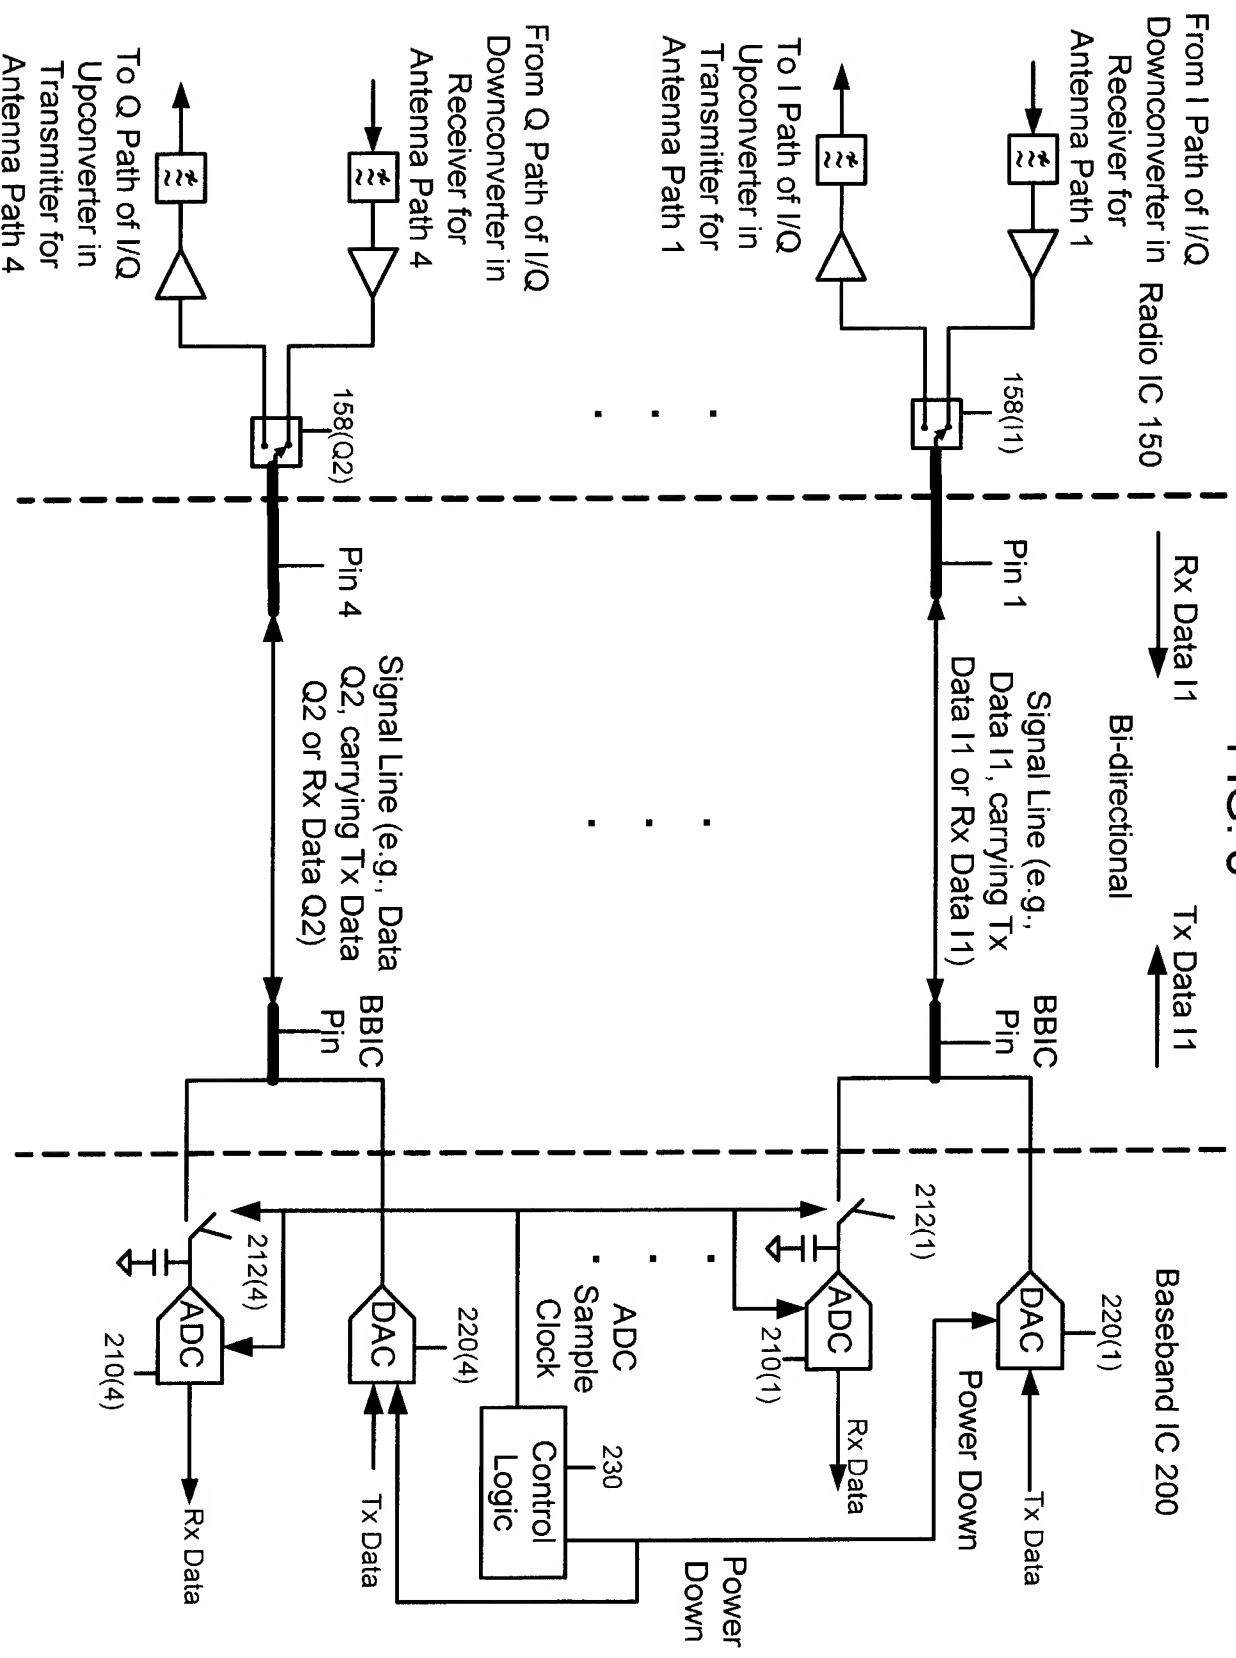 From I Path of I/Q
Downconverter in
Receiver for
Antenna Path 1
Radio IC 150
Rx Data I1
Bi-directional
Tx Data I1
Baseband IC 200
To I Path of I/Q
Upconverter in
Transmitter for
Antenna Path 1
158(I1)
Pin 1
Signal Line (e.g.,
Data I1, carrying Tx
Data I1 or Rx Data I1)
BBIC
Pin
212(1)
DAC
220(1)
Tx Data
Power Down
ADC
210(1)
Rx Data
From Q Path of I/Q
Downconverter in
Receiver for
Antenna Path 4
ADC
Sample
Clock
Control
Logic
230
Power
Down
To Q Path of I/Q
Upconverter in
Transmitter for
Antenna Path 4
158(Q2)
Pin 4
Signal Line (e.g., Data
Q2, carrying Tx Data
Q2 or Rx Data Q2)
BBIC
Pin
DAC
220(4)
Tx Data
212(4)
ADC
210(4)
Rx Data